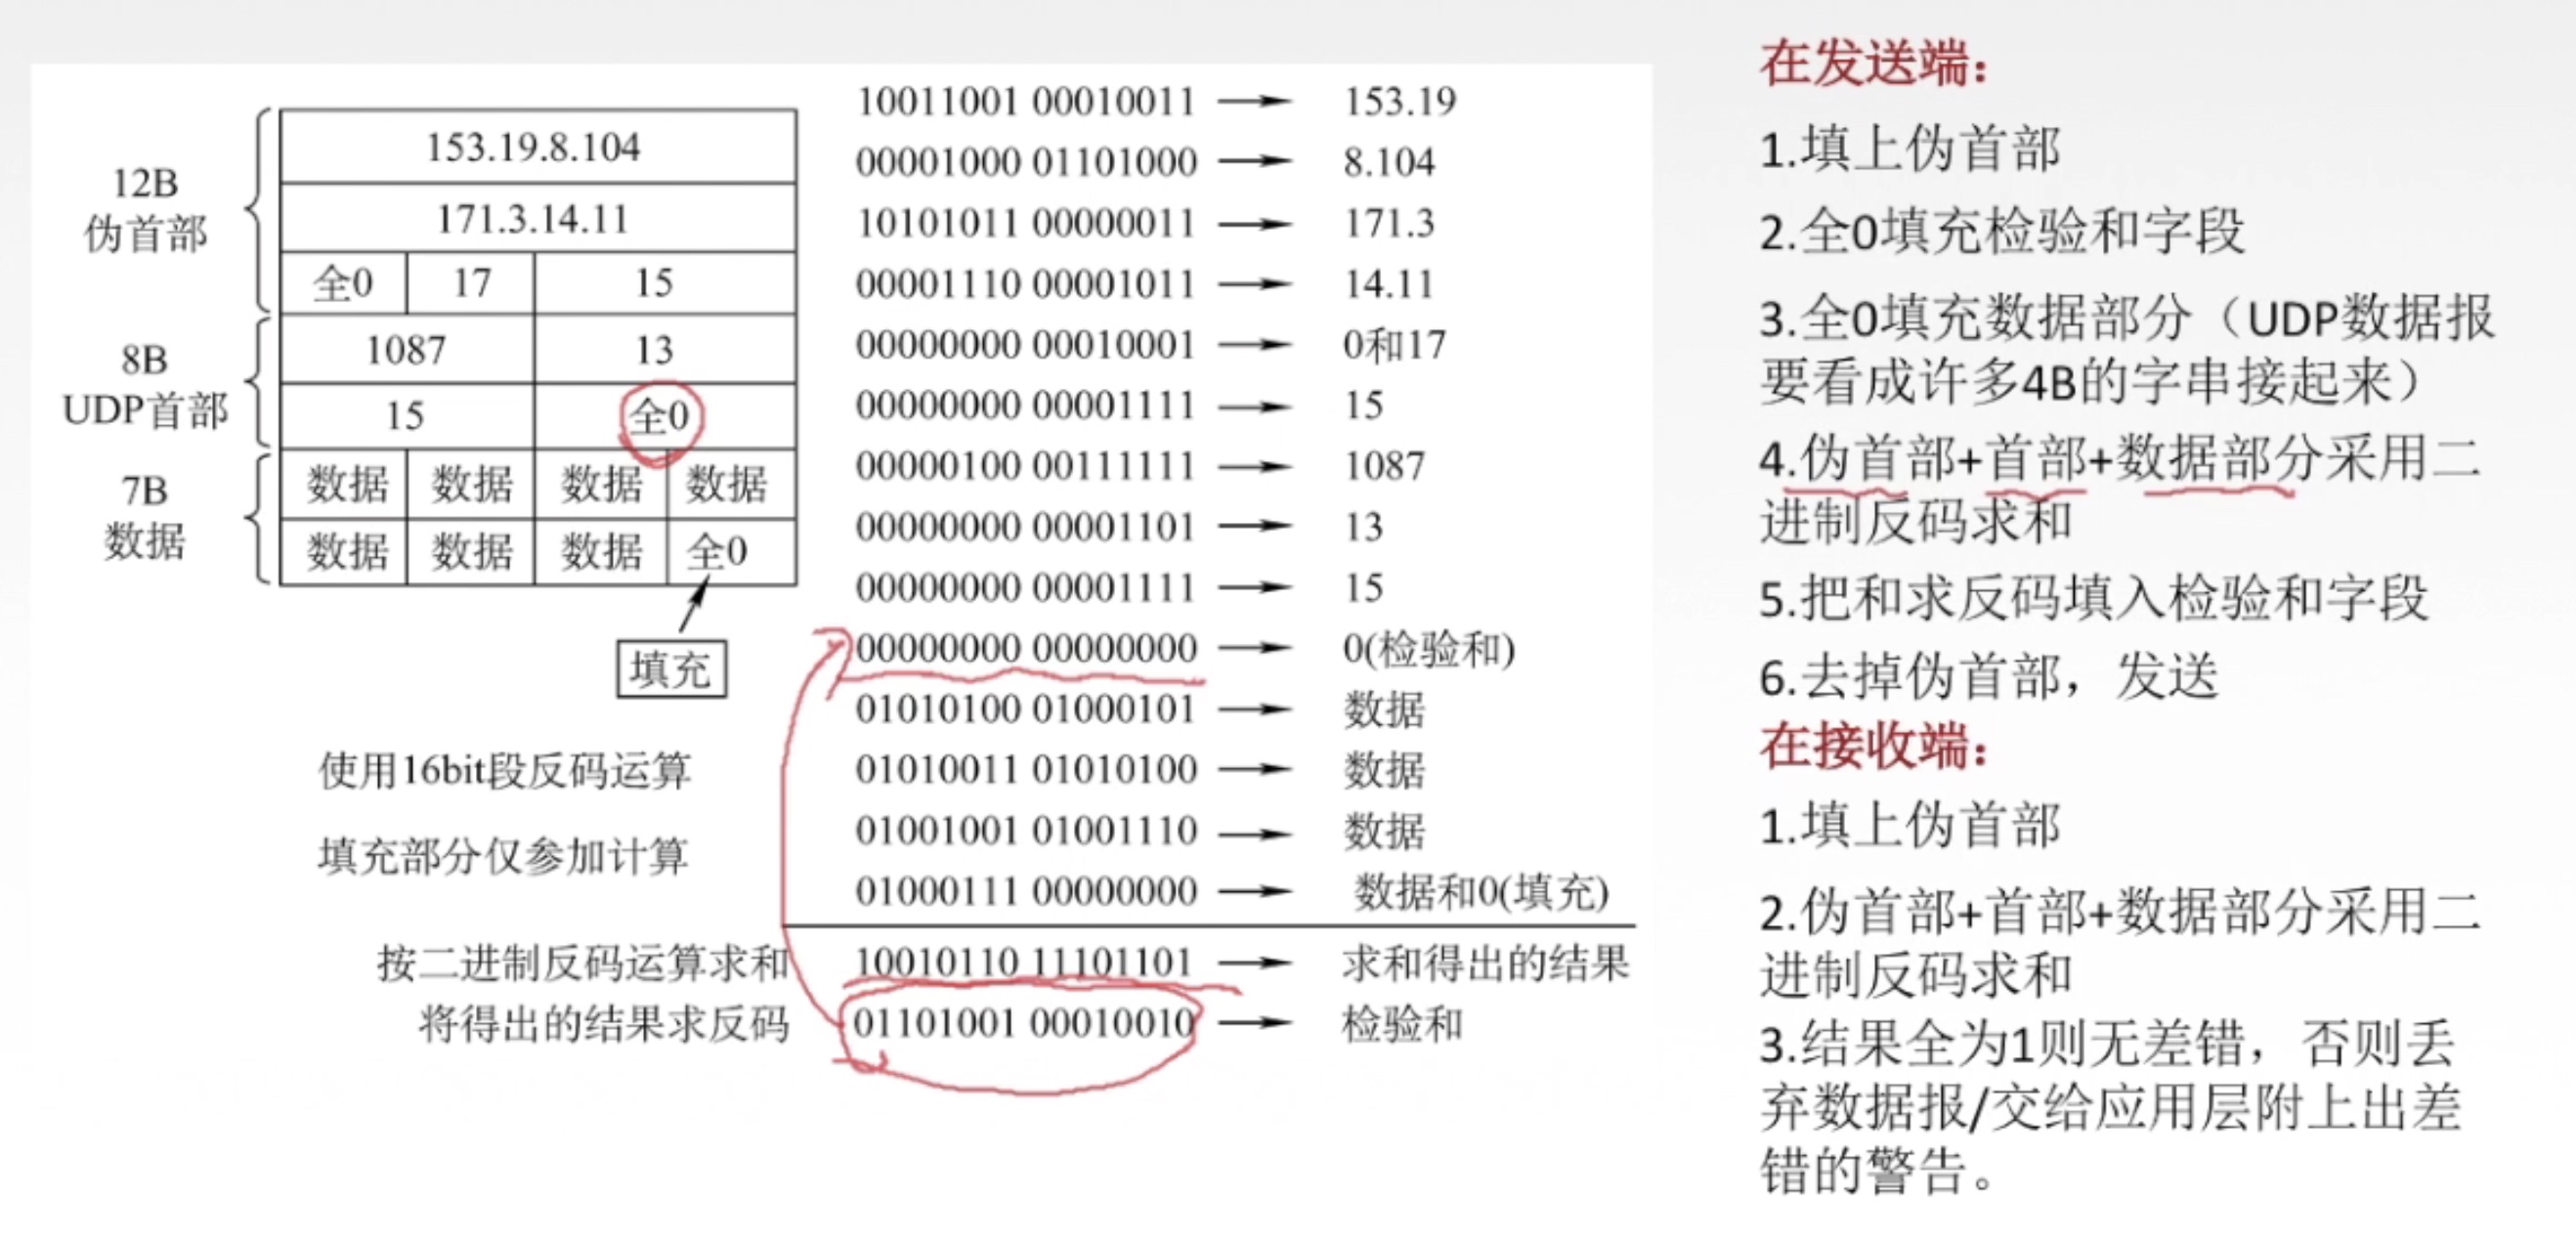 12B
伪首部
153.19.8.104
171.3.14.11
全0 17 15
8B
UDP首部
1087 13
15 全0
7B
数据
数据 数据 数据 数据
数据 数据 数据 全0
填充
使用16bit段反码运算
填充部分仅参加计算
10011001 00010011 → 153.19
00001000 01101000 → 8.104
10101011 00000011 → 171.3
00001110 00001011 → 14.11
00000000 00010001 → 0和17
00000000 00001111 → 15
00000100 00111111 → 1087
00000000 00001101 → 13
00000000 00001111 → 15
00000000 00000000 → 0(检验和)
01010100 01000101 → 数据
01010011 01010100 → 数据
01001001 01001110 → 数据
01000111 00000000 → 数据和0(填充)
按二进制反码运算求和 10010110 11101101 → 求和得出的结果
将得出的结果求反码 01101001 00010010 → 检验和
在发送端：
1.填上伪首部
2.全0填充检验和字段
3.全0填充数据部分（UDP数据报
要看成许多4B的字串接起来）
4.伪首部+首部+数据部分采用二
进制反码求和
5.把和求反码填入检验和字段
6.去掉伪首部，发送
在接收端：
1.填上伪首部
2.伪首部+首部+数据部分采用二
进制反码求和
3.结果全为1则无差错，否则丢
弃数据报/交给应用层附上出差
错的警告。